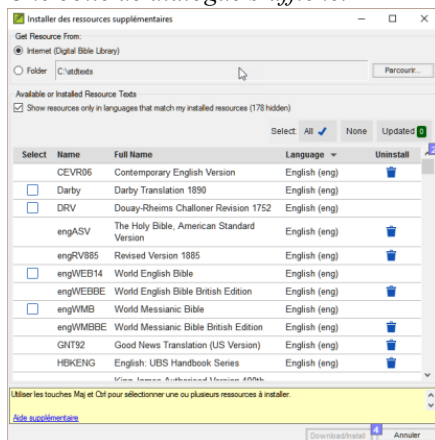 Installer des ressources supplémentaires
Get Resource From:
Internet (Digital Bible Library)
Folder C:\stdtexts Parcourir...
Available or Installed Resource Texts
Show resources only in languages that match my installed resources (178 hidden)
Select: All None Updated 0
Select Name Full Name Language Uninstall
CEVR06 Contemporary English Version English (eng)
Darby Darby Translation 1890 English (eng)
DRV Douay-Rheims Challoner Revision 1752 English (eng)
engASV The Holy Bible, American Standard Version English (eng)
engRV885 Revised Version 1885 English (eng)
engWEB14 World English Bible English (eng)
engWEBBE World English Bible British Edition English (eng)
engWMB World Messianic Bible English (eng)
engWMBBE World Messianic Bible British Edition English (eng)
GNT92 Good News Translation (US Version) English (eng)
HBKENG English: UBS Handbook Series English (eng)
Utiliser les touches Maj et Ctrl pour sélectionner une ou plusieurs ressources à installer.
Aide supplémentaire
Download/Install 4 Annuler